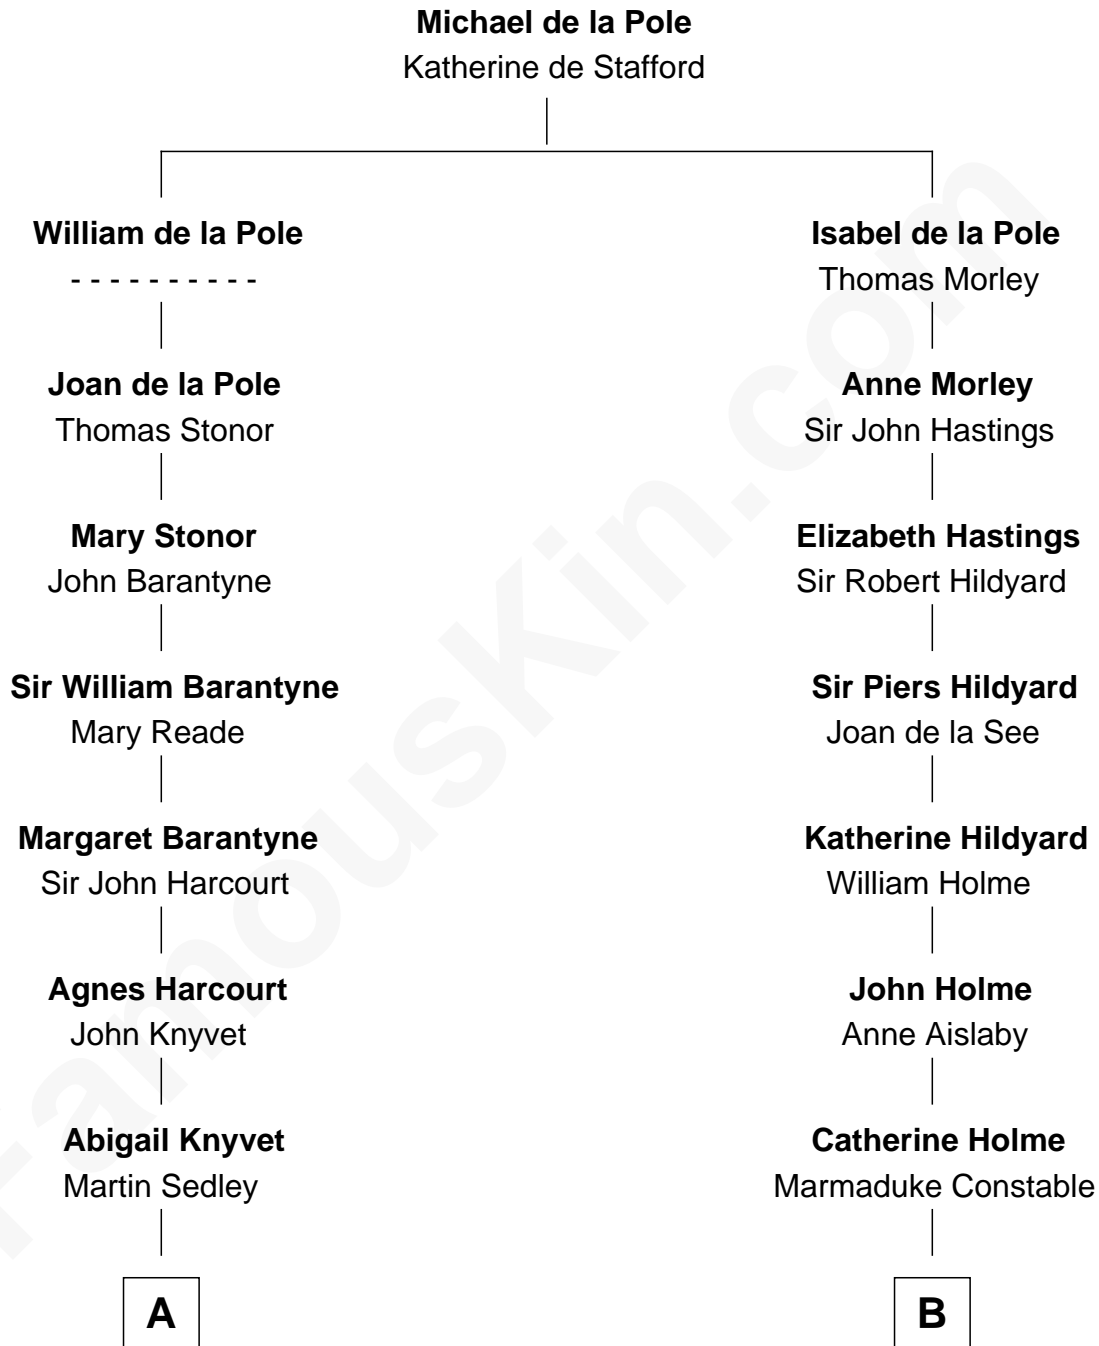 Michael de la Pole
Katherine de Stafford
William de la Pole
- - - - - - - - - -
Joan de la Pole
Thomas Stonor
Mary Stonor
John Barantyne
Sir William Barantyne
Mary Reade
Margaret Barantyne
Sir John Harcourt
Agnes Harcourt
John Knyvet
Abigail Knyvet
Martin Sedley
A
Isabel de la Pole
Thomas Morley
Anne Morley
Sir John Hastings
Elizabeth Hastings
Sir Robert Hildyard
Sir Piers Hildyard
Joan de la See
Katherine Hildyard
William Holme
John Holme
Anne Aislaby
Catherine Holme
Marmaduke Constable
B
FamousKin.com